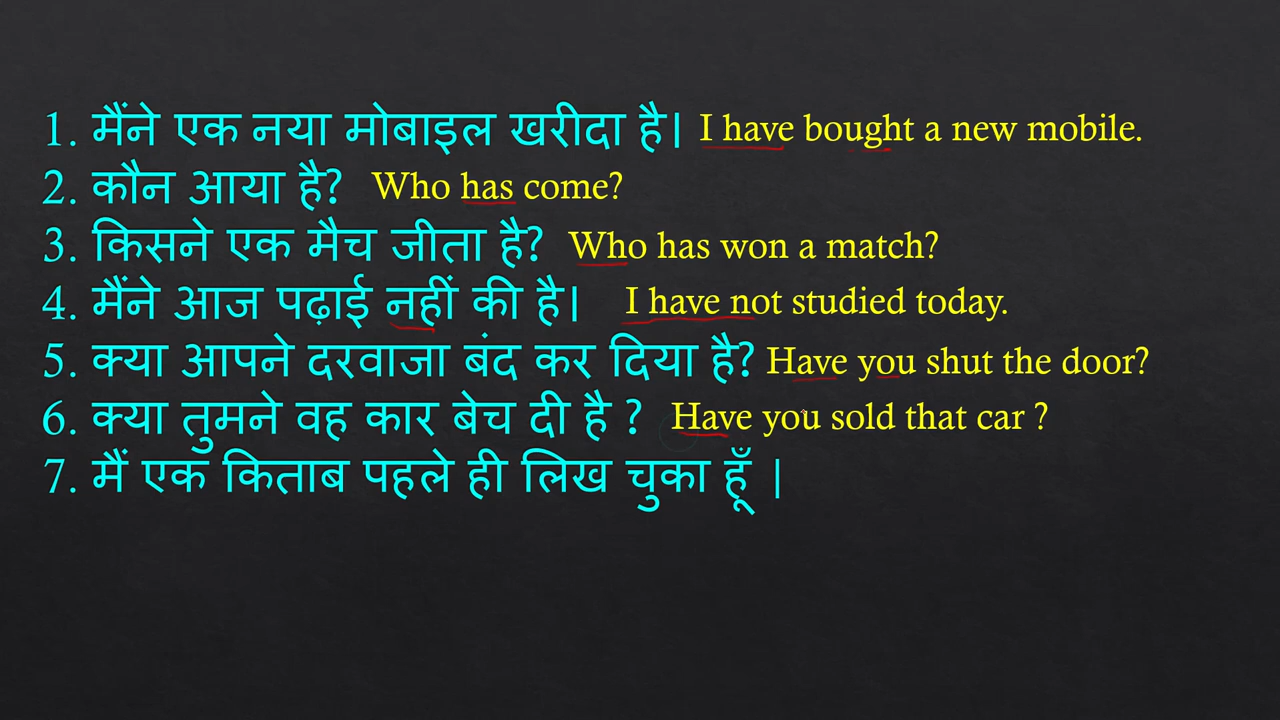 1. मैंने एक नया मोबाइल खरीदा है| I have bought a new mobile.
2. कौन आया है? Who has come?
3. किसने एक मैच जीता है? Who has won a match?
4. मैंने आज पढ़ाई नहीं की है| I have not studied today.
5. क्या आपने दरवाजा बंद कर दिया है? Have you shut the door?
6. क्या तुमने वह कार बेच दी है ? Have you sold that car ?
7. मैं एक किताब पहले ही लिख चुका हूँ |